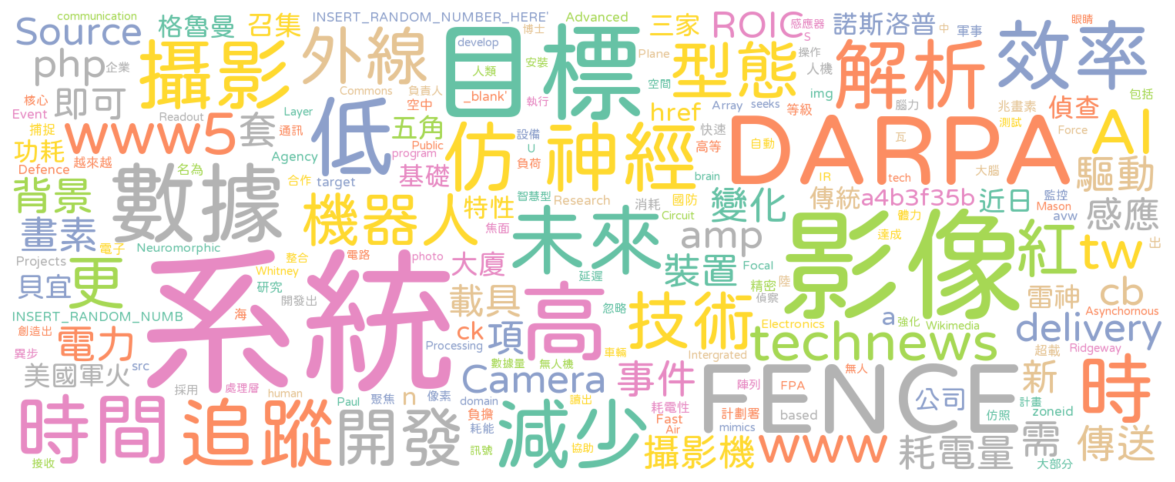 communication
INSERT_RANDOM_NUMBER_HERE'
Advanced
三家
ROIC
感應器
S
諾斯洛普
中
軍事
眼睛
Source
格魯曼
召集
外線
develop
博士
目標
Plane
型態
操作
解析
效率
php
企業
攝影
人類
安裝
空間
人機
兆畫素
包括
核心
即可
Commons
負責人
_blank'
執行
href
Array
seeks
等級
img
偵查
測試
Event
Readout
Layer
空中
五角
Public
設備
快速
腦力
Force
AI
捕捉
www5
套
低
仿
神經
DARPA
自動
瓦
功耗
越來越
通訊
U
高等
大腦
Defence
名為
Agency
合作
target
基礎
program
負荷
brain
IR
tech
驅動
背景
數據
機器人
特性
智慧型
Research
消耗
國防
變化
傳統
a4b3f35b
近日
監控
Mason
感應
畫素
電子
Neuromorphic
焦面
未來
Circuit
amp
體力
達成
影像
紅
avw
tw
出
Projects
Whitney
整合
電路
photo
大廈
延遲
裝置
Focal
精密
陸
貝宜
更
系統
研究
開發出
載具
高
忽略
技術
偵察
雷神
cb
INSERT_RANDOM_NUMB
海
ck
項
Electronics
a
強化
Wikimedia
Asynchornous
創造出
電力
Processing
數據量
無人機
車輛
Intergrated
technews
超載
delivery
Ridgeway
異步
src
美國軍火
採用
處理層
human
Paul
聚焦
domain
n
像素
Camera
讀出
事件
陣列
FPA
無人
FENCE
公司
新
計畫
時
時間
追蹤
開發
負擔
耗能
減少
耗電性
Fast
Air
計劃署
mimics
based
仿照
zoneid
接收
訊號
協助
攝影機
www
耗電量
需
大部分
傳送